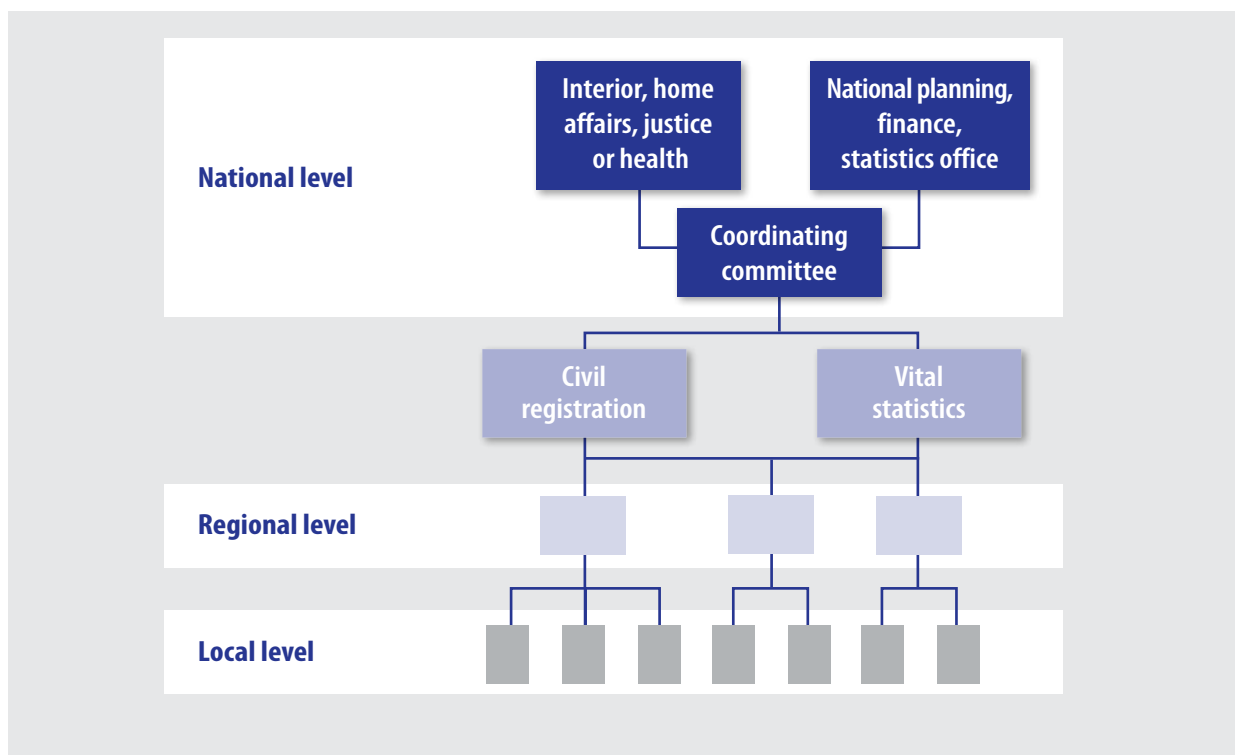 Interior, home
affairs, justice
or health
National planning,
finance,
statistics office
National level
Coordinating
committee
Civil
registration
Vital
statistics
Regional level
Local level